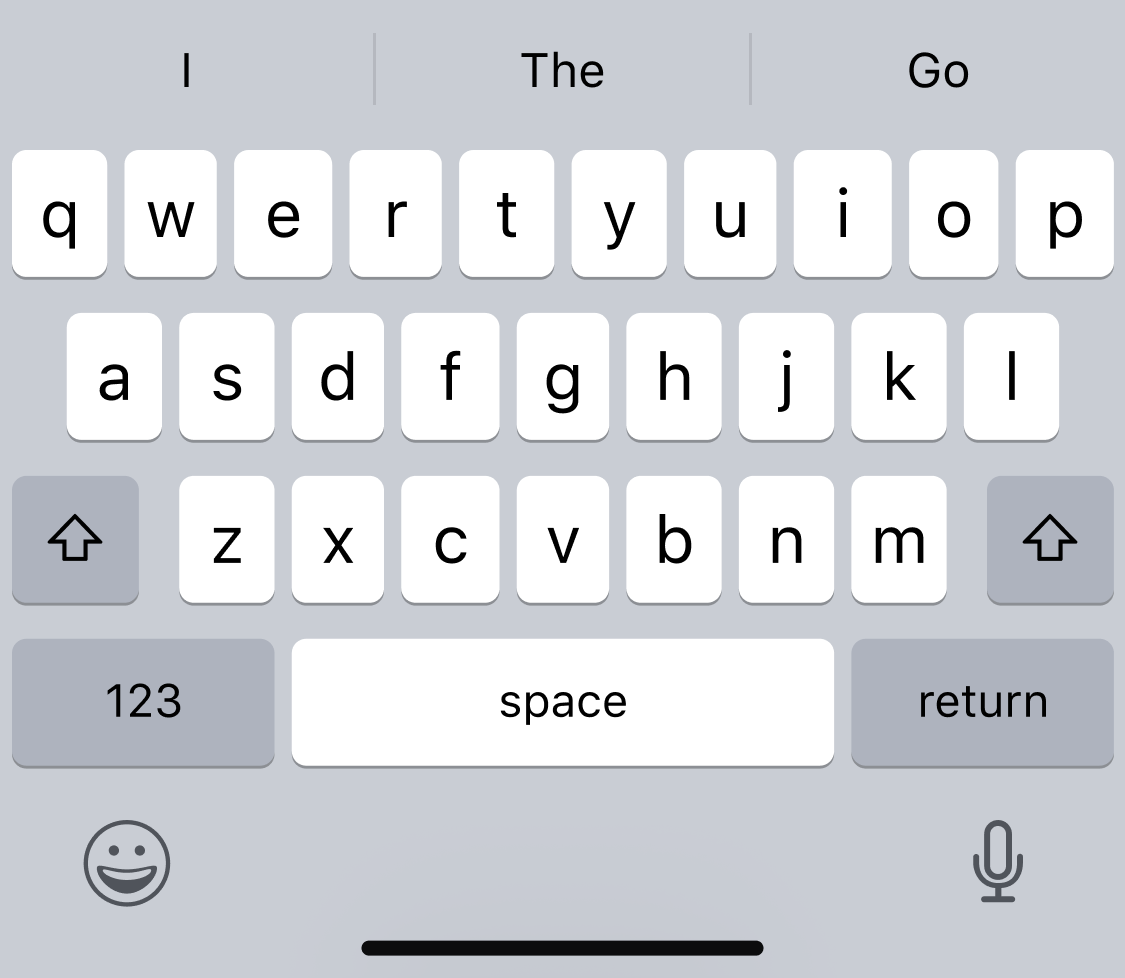 I The Go
q w e r t y u i o p
a s d f g h j k l
z x c v b n m
123 space return